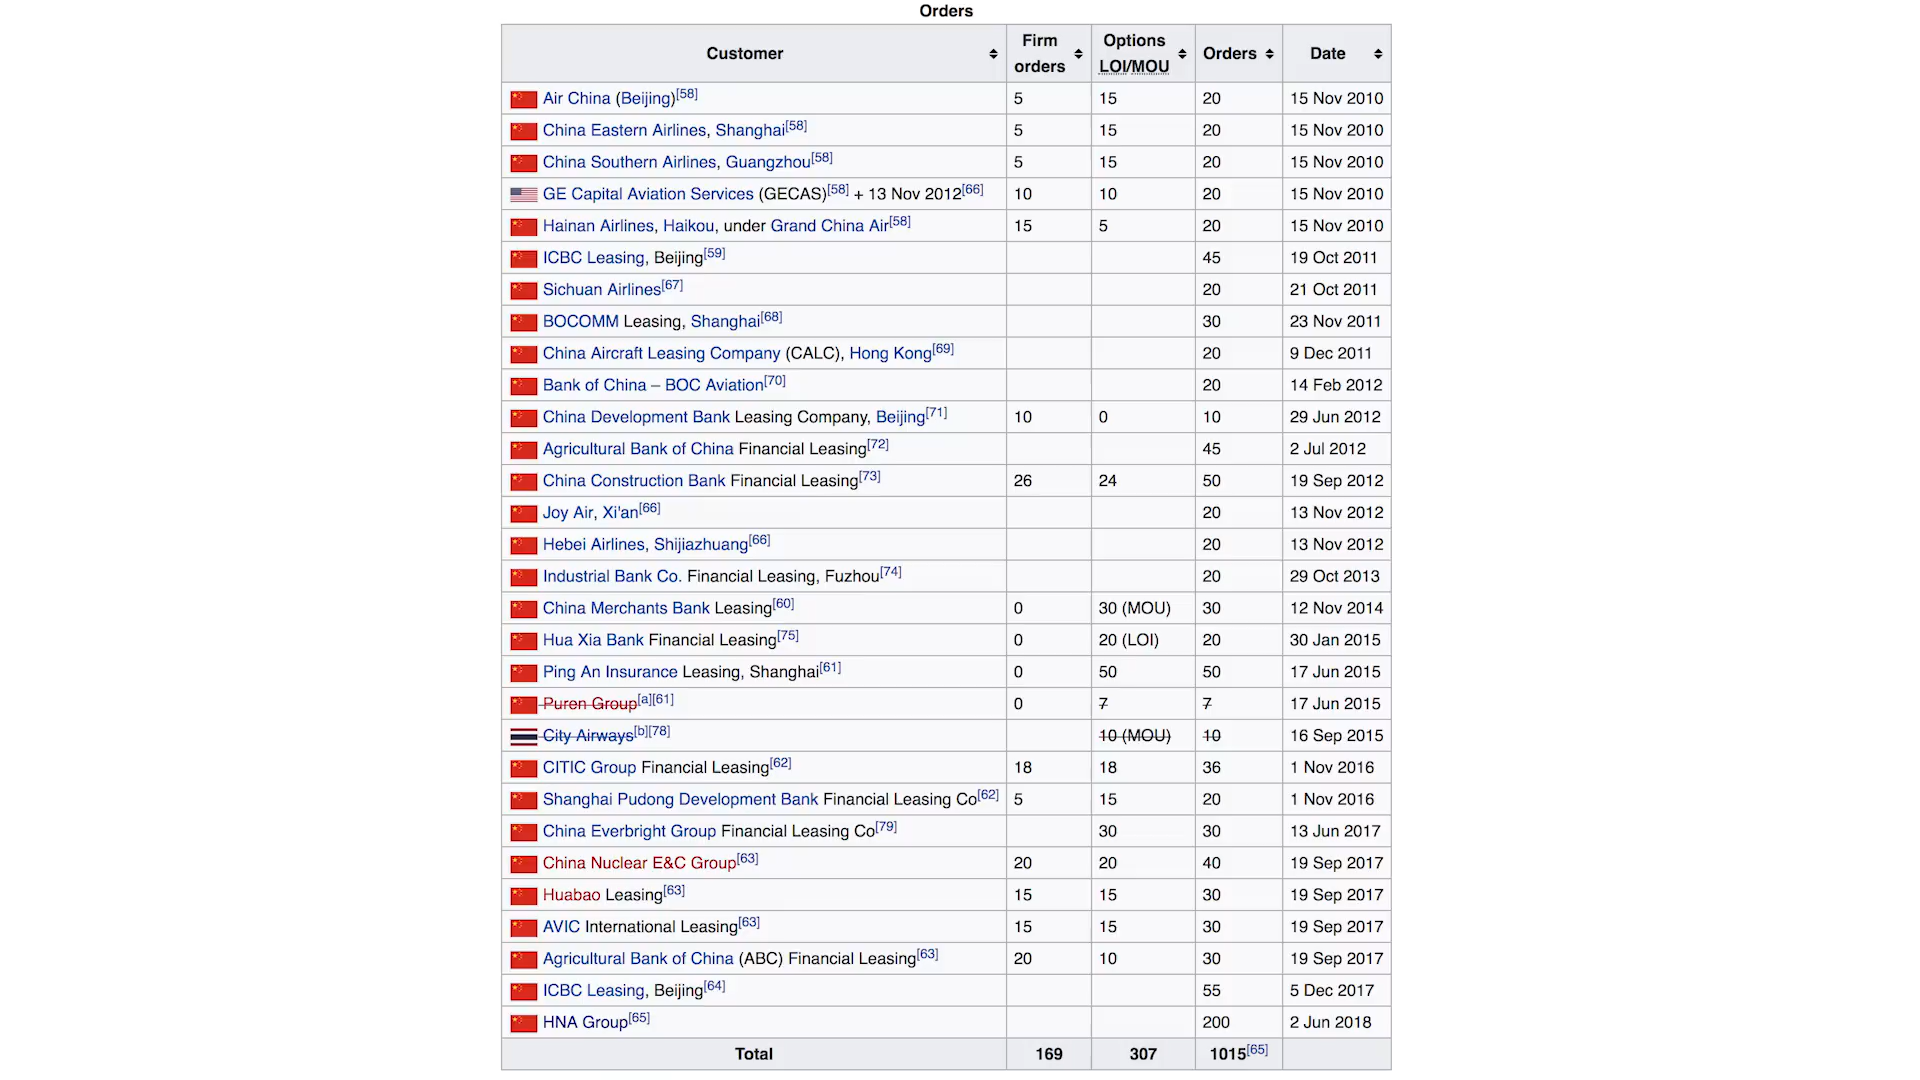 Orders
Customer Firm orders Options LOI/MOU Orders Date
Air China (Beijing)[58] 5 15 20 15 Nov 2010
China Eastern Airlines, Shanghai[58] 5 15 20 15 Nov 2010
China Southern Airlines, Guangzhou[58] 5 15 20 15 Nov 2010
GE Capital Aviation Services (GECAS)[58] + 13 Nov 2012[66] 10 10 20 15 Nov 2010
Hainan Airlines, Haikou, under Grand China Air[58] 15 5 20 15 Nov 2010
ICBC Leasing, Beijing[59] 45 19 Oct 2011
Sichuan Airlines[67] 20 21 Oct 2011
BOCOMM Leasing, Shanghai[68] 30 23 Nov 2011
China Aircraft Leasing Company (CALC), Hong Kong[69] 20 9 Dec 2011
Bank of China – BOC Aviation[70] 20 14 Feb 2012
China Development Bank Leasing Company, Beijing[71] 10 0 10 29 Jun 2012
Agricultural Bank of China Financial Leasing[72] 45 2 Jul 2012
China Construction Bank Financial Leasing[73] 26 24 50 19 Sep 2012
Joy Air, Xi'an[66] 20 13 Nov 2012
Hebei Airlines, Shijiazhuang[66] 20 13 Nov 2012
Industrial Bank Co. Financial Leasing, Fuzhou[74] 20 29 Oct 2013
China Merchants Bank Leasing[60] 0 30 (MOU) 30 12 Nov 2014
Hua Xia Bank Financial Leasing[75] 0 20 (LOI) 20 30 Jan 2015
Ping An Insurance Leasing, Shanghai[61] 0 50 50 17 Jun 2015
Puren Group[a][61] 0 7 7 17 Jun 2015
City Airways[b][78] 10 (MOU) 10 16 Sep 2015
CITIC Group Financial Leasing[62] 18 18 36 1 Nov 2016
Shanghai Pudong Development Bank Financial Leasing Co[62] 5 15 20 1 Nov 2016
China Everbright Group Financial Leasing Co[79] 30 30 13 Jun 2017
China Nuclear E&C Group[63] 20 20 40 19 Sep 2017
Huabao Leasing[63] 15 15 30 19 Sep 2017
AVIC International Leasing[63] 15 15 30 19 Sep 2017
Agricultural Bank of China (ABC) Financial Leasing[63] 20 10 30 19 Sep 2017
ICBC Leasing, Beijing[64] 55 5 Dec 2017
HNA Group[65] 200 2 Jun 2018
Total 169 307 1015[65]